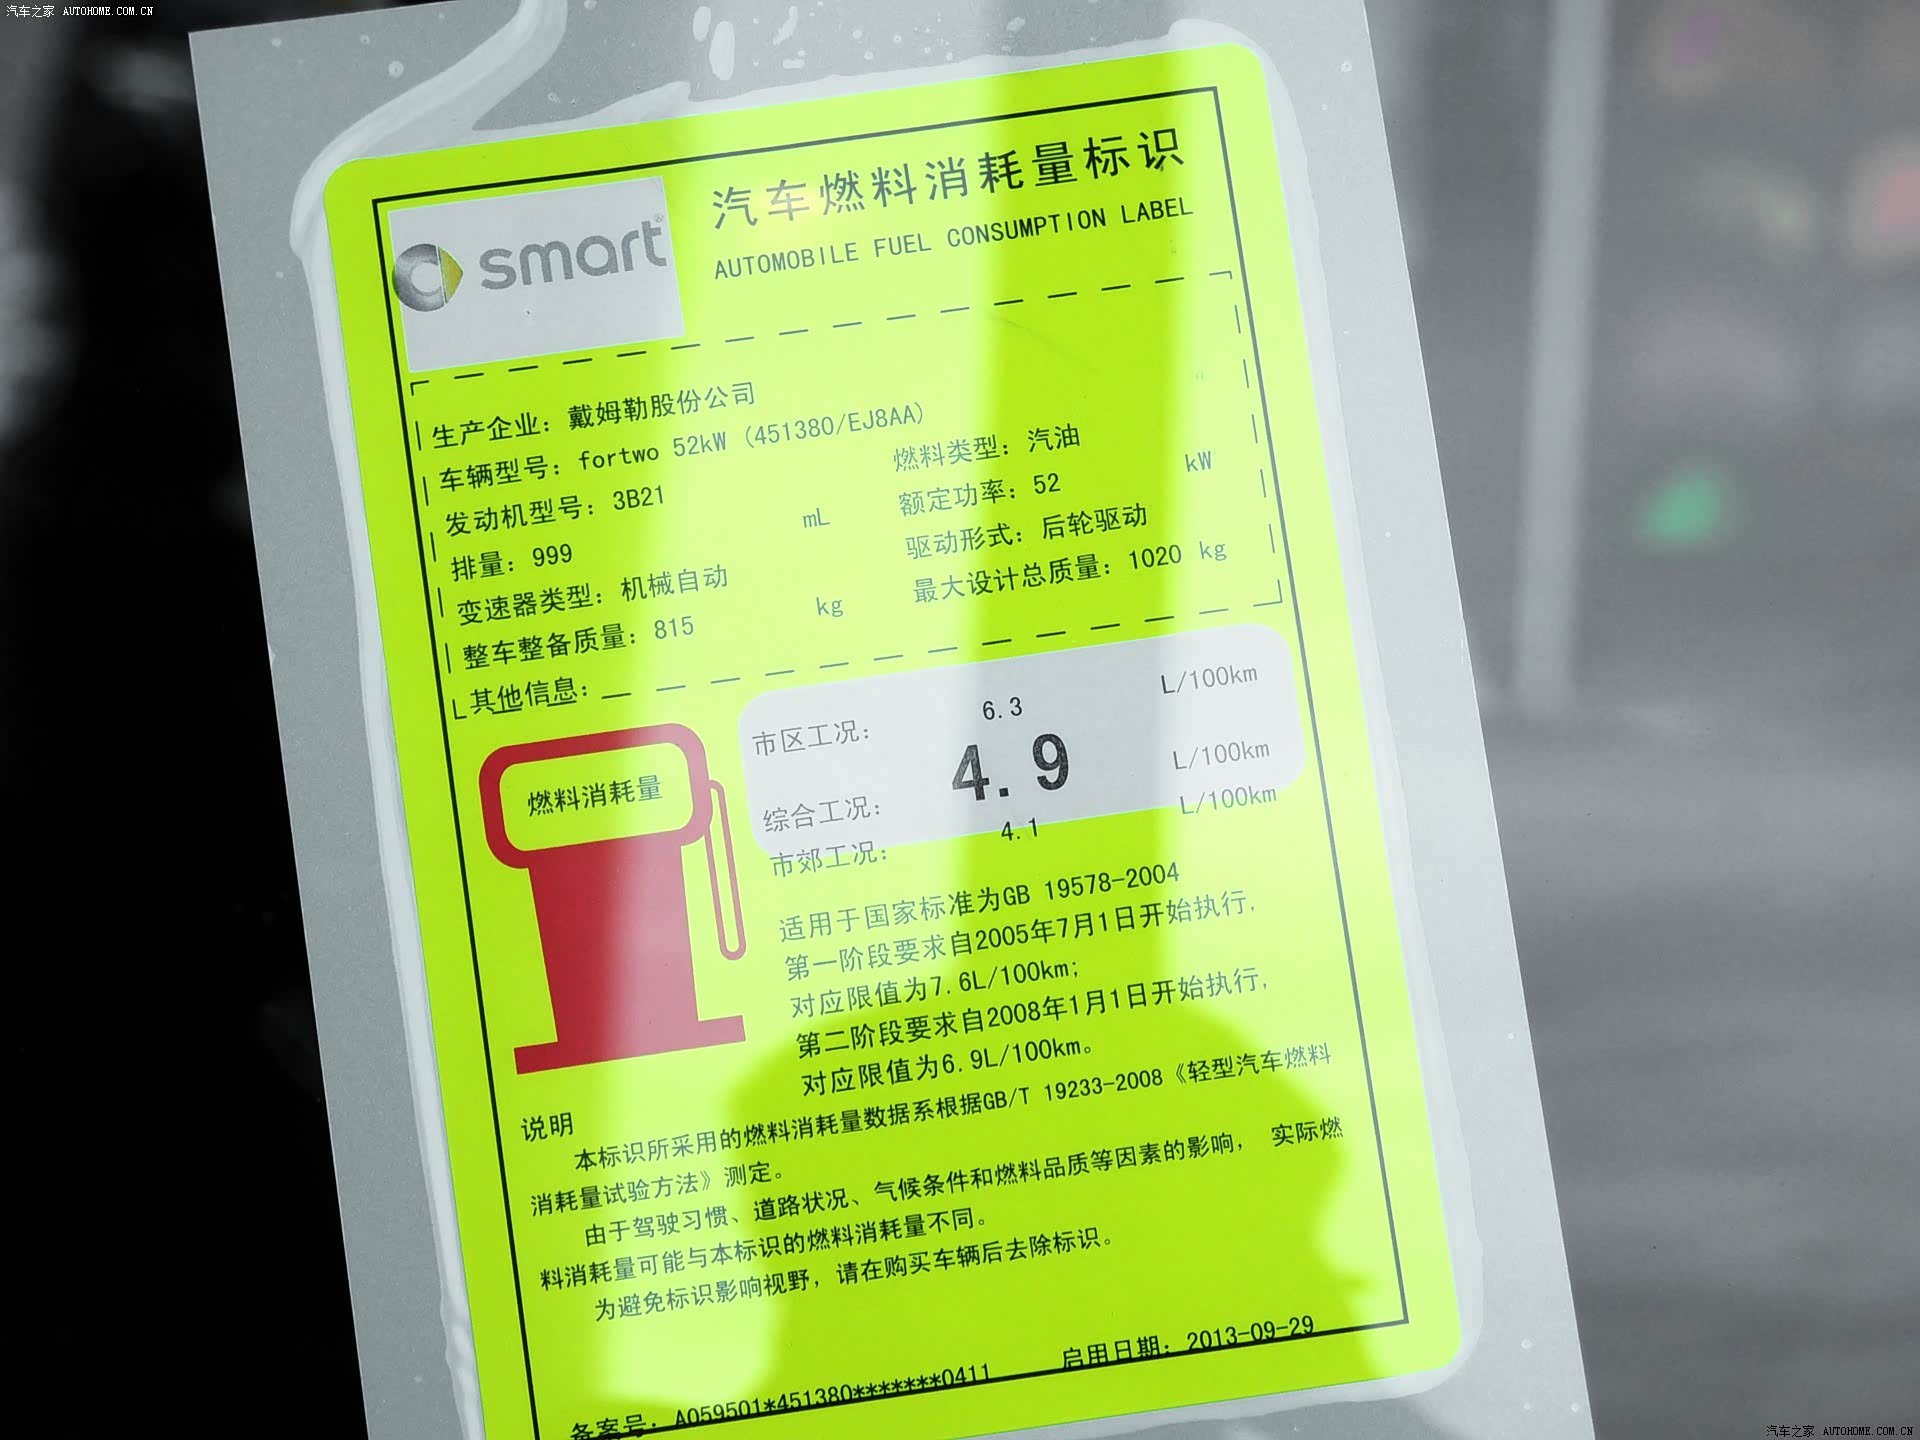 汽车之家 AUTOHOME.COM.CN
smart®
汽车燃料消耗量标识
AUTOMOBILE FUEL CONSUMPTION LABEL
生产企业：戴姆勒股份公司
车辆型号：fortwo 52kW (451380/EJ8AA)
发动机型号：3B21 燃料类型：汽油
排量：999 mL 额定功率：52 kW
变速器类型：机械自动 驱动形式：后轮驱动
整车整备质量：815 kg 最大设计总质量：1020 kg
其他信息：
燃料消耗量
市区工况： 6.3 L/100km
综合工况： 4.9 L/100km
市郊工况： 4.1 L/100km
适用于国家标准为GB 19578-2004
第一阶段要求自2005年7月1日开始执行，
对应限值为7.6L/100km；
第二阶段要求自2008年1月1日开始执行，
对应限值为6.9L/100km。
说明
本标识所采用的燃料消耗量数据系根据GB/T 19233-2008《轻型汽车燃料
消耗量试验方法》测定。
由于驾驶习惯、道路状况、气候条件和燃料品质等因素的影响， 实际燃
料消耗量可能与本标识的燃料消耗量不同。
为避免标识影响视野，请在购买车辆后去除标识。
备案号：A059501*451380*******0411 启用日期：2013-09-29
汽车之家 AUTOHOME.COM.CN